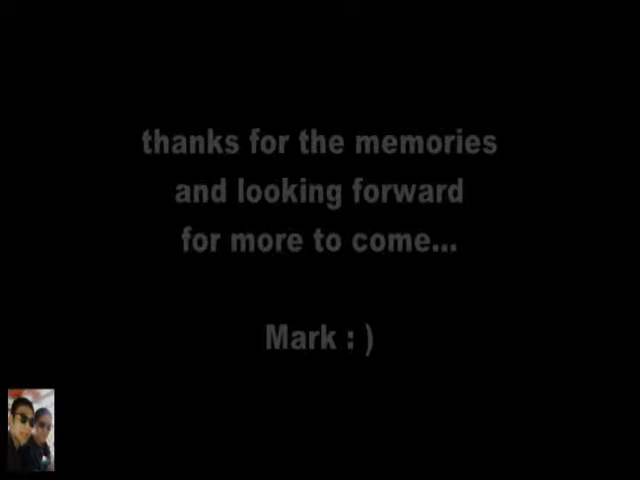 thanks for the memories
and looking forward
for more to come...
Mark : )